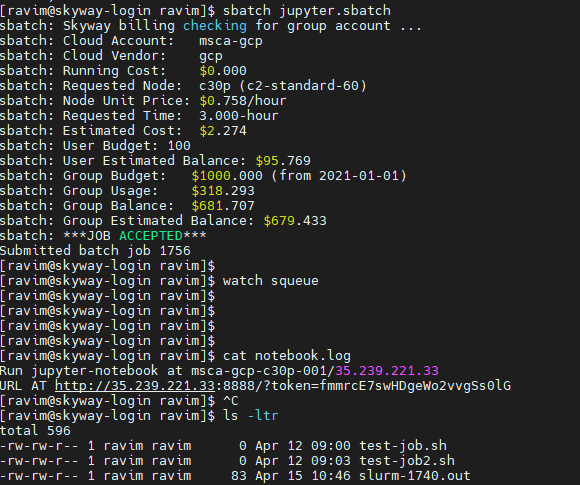 [ravim@skyway-login ravim]$ sbatch jupyter.sbatch
sbatch: Skyway billing checking for group account ...
sbatch: Cloud Account:   msca-gcp
sbatch: Cloud Vendor:    gcp
sbatch: Running Cost:    $0.000
sbatch: Requested Node:  c30p (c2-standard-60)
sbatch: Node Unit Price: $0.758/hour
sbatch: Requested Time:  3.000-hour
sbatch: Estimated Cost:  $2.274
sbatch: User Budget: 100
sbatch: User Estimated Balance: $95.769
sbatch: Group Budget:   $1000.000 (from 2021-01-01)
sbatch: Group Usage:    $318.293
sbatch: Group Balance:  $681.707
sbatch: Group Estimated Balance: $679.433
sbatch: ***JOB ACCEPTED***
Submitted batch job 1756
[ravim@skyway-login ravim]$ watch squeue
[ravim@skyway-login ravim]$
[ravim@skyway-login ravim]$
[ravim@skyway-login ravim]$
[ravim@skyway-login ravim]$
[ravim@skyway-login ravim]$ cat notebook.log
Run jupyter-notebook at msca-gcp-c30p-001/35.239.221.33
URL AT http://35.239.221.33:8888/?token=fmmrcE7swHDgeWo2vvgSs0lG
[ravim@skyway-login ravim]$ ^C
[ravim@skyway-login ravim]$ ls -ltr
total 596
-rw-rw-r-- 1 ravim ravim      0 Apr 12 09:00 test-job.sh
-rw-rw-r-- 1 ravim ravim      0 Apr 12 09:03 test-job2.sh
-rw-rw-r-- 1 ravim ravim     83 Apr 15 10:46 slurm-1740.out